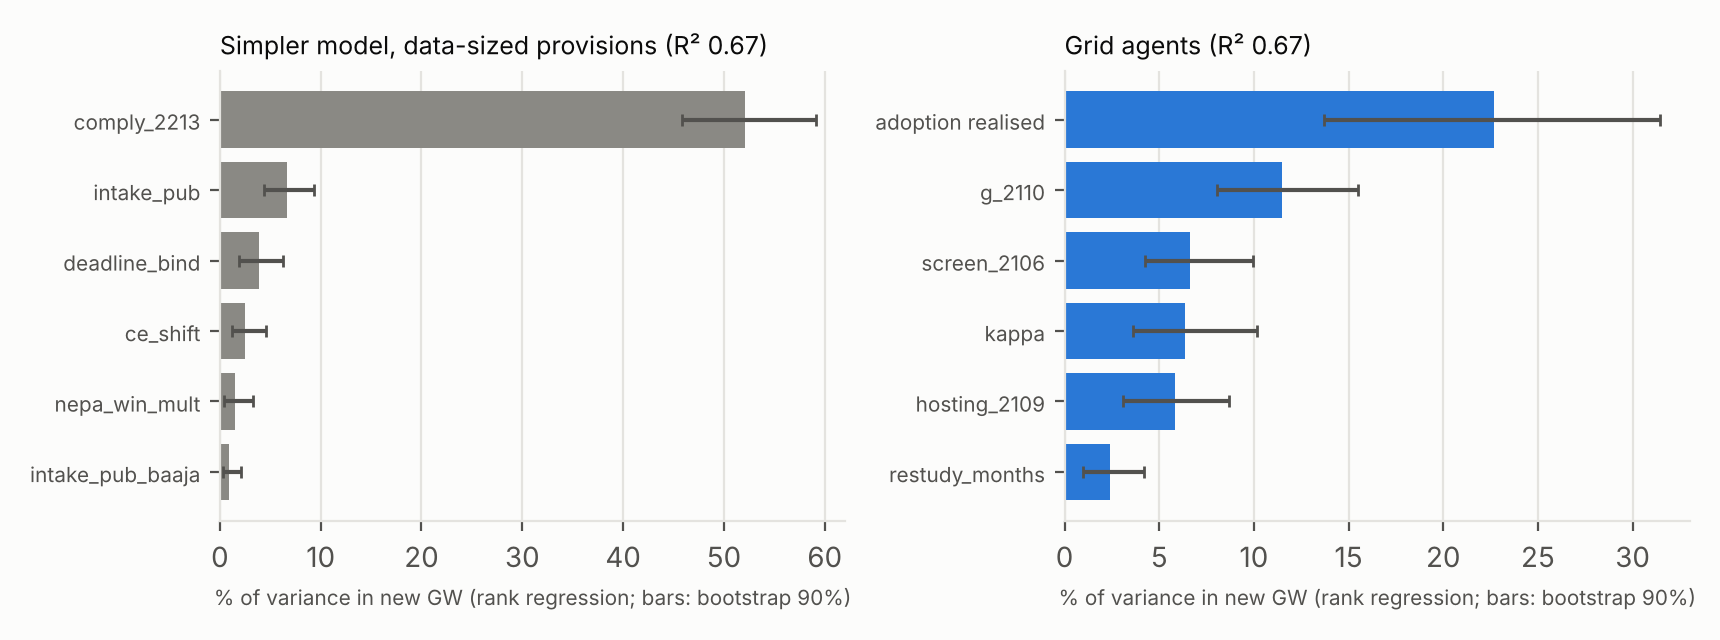 Simpler model, data-sized provisions (R² 0.67)
comply_2213
intake_pub
deadline_bind
ce_shift
nepa_win_mult
intake_pub_baaja
0 10 20 30 40 50 60
% of variance in new GW (rank regression; bars: bootstrap 90%)
Grid agents (R² 0.67)
adoption realised
g_2110
screen_2106
kappa
hosting_2109
restudy_months
0 5 10 15 20 25 30
% of variance in new GW (rank regression; bars: bootstrap 90%)